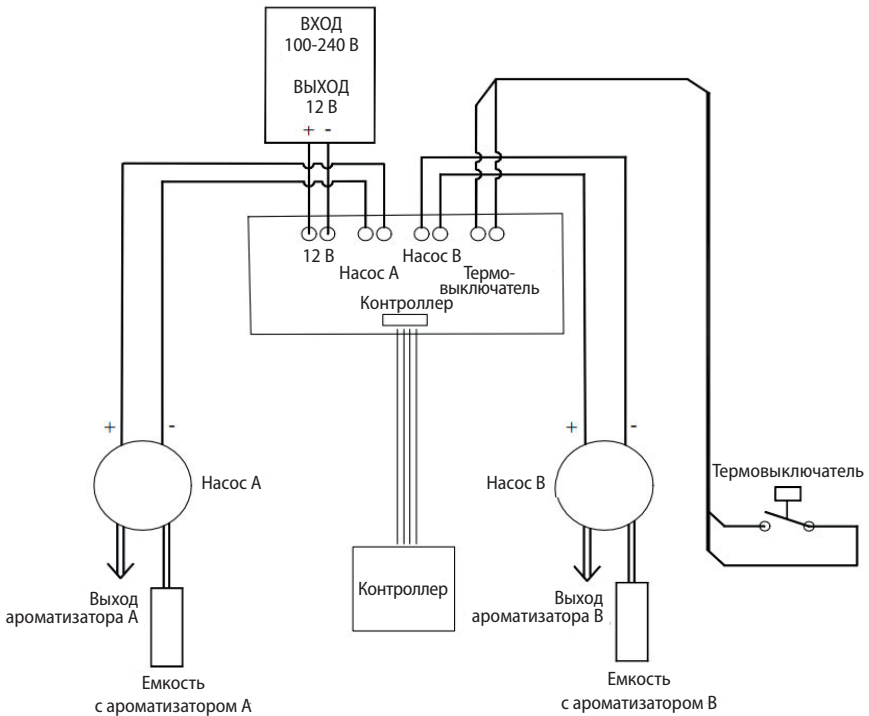 ВХОД
100-240 В
ВЫХОД
12 В
+ -
12 В
Насос А
Насос В
Термо-
выключатель
Контроллер
+ -
Насос А
+ -
Насос В
Термовыключатель
Контроллер
Выход
ароматизатора А
Емкость
с ароматизатором А
Выход
ароматизатора В
Емкость
с ароматизатором В